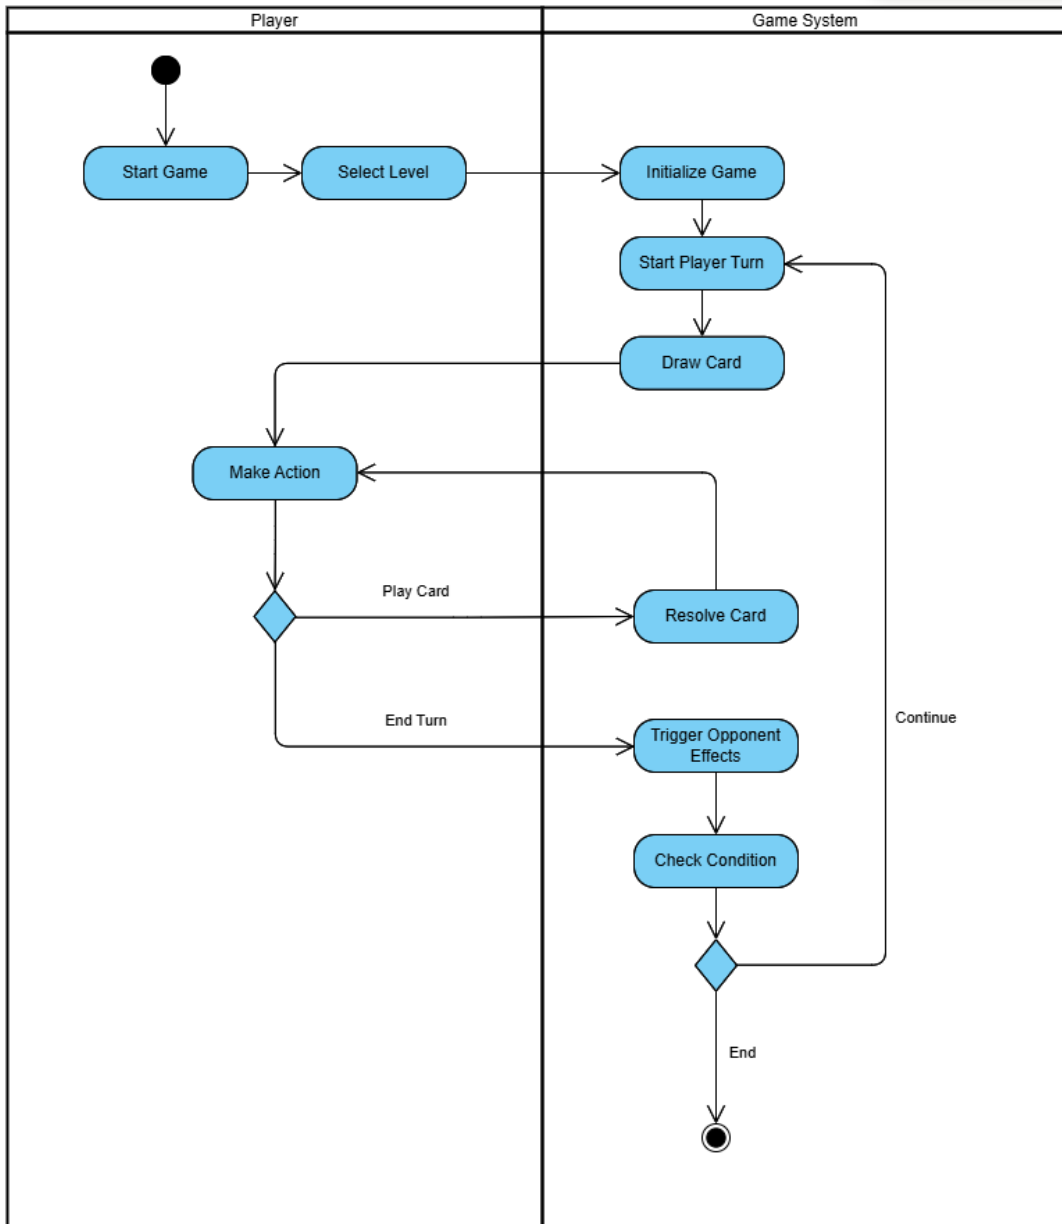 Player
Game System
Start Game
Select Level
Initialize Game
Start Player Turn
Draw Card
Make Action
Play Card
Resolve Card
End Turn
Trigger Opponent
Effects
Continue
Check Condition
End